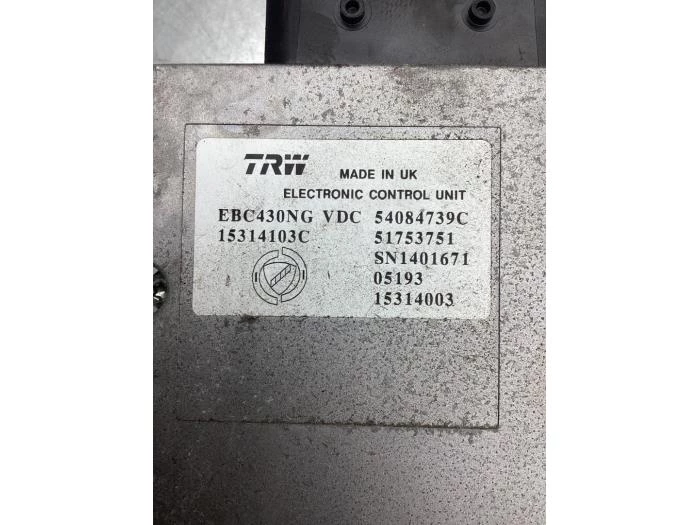 TRW MADE IN UK
ELECTRONIC CONTROL UNIT
EBC430NG VDC 54084739C
15314103C 51753751
SN1401671
05193
15314003